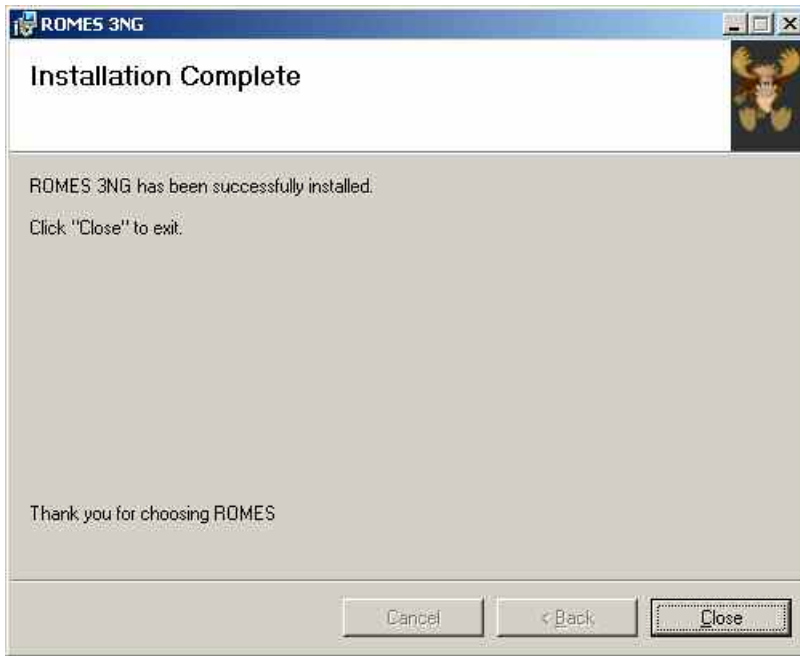 ROMES 3NG
Installation Complete
ROMES 3NG has been successfully installed.
Click "Close" to exit.
Thank you for choosing ROMES
Cancel
< Back
Close